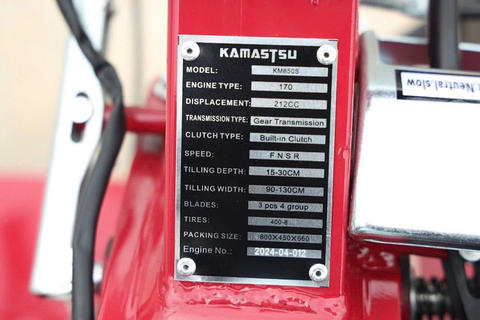 KAMASTSU
MODEL: KM650S
ENGINE TYPE: 170
DISPLACEMENT: 212CC
TRANSMISSION TYPE: Gear Transmission
CLUTCH TYPE: Built-in Clutch
SPEED: F N S R
TILLING DEPTH: 15-30CM
TILLING WIDTH: 90-130CM
BLADES: 3 pcs 4 group
TIRES: 400-8
PACKING SIZE: 800X450X660
Engine No.: 2024-04-012
Neutral.slow